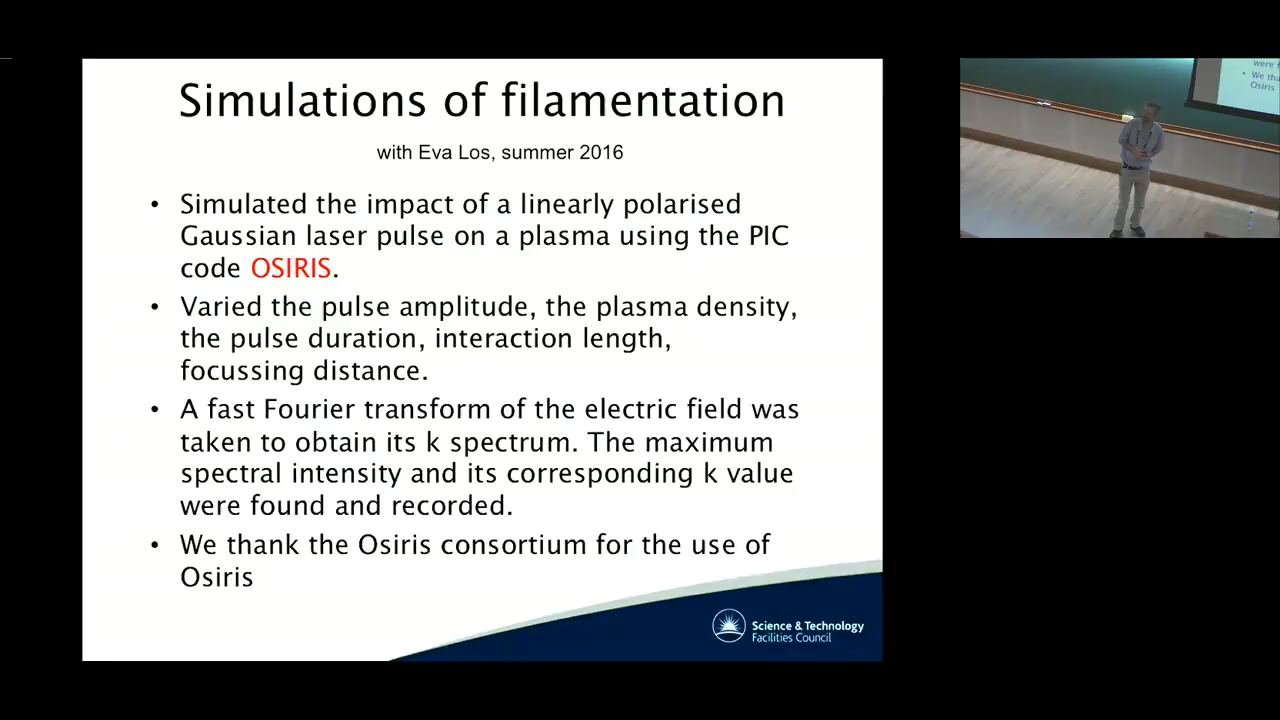 Simulations of filamentation
with Eva Los, summer 2016
• Simulated the impact of a linearly polarised
Gaussian laser pulse on a plasma using the PIC
code OSIRIS.
• Varied the pulse amplitude, the plasma density,
the pulse duration, interaction length,
focussing distance.
• A fast Fourier transform of the electric field was
taken to obtain its k spectrum. The maximum
spectral intensity and its corresponding k value
were found and recorded.
• We thank the Osiris consortium for the use of
Osiris
Science & Technology
Facilities Council
were f
• We tha
Osiris